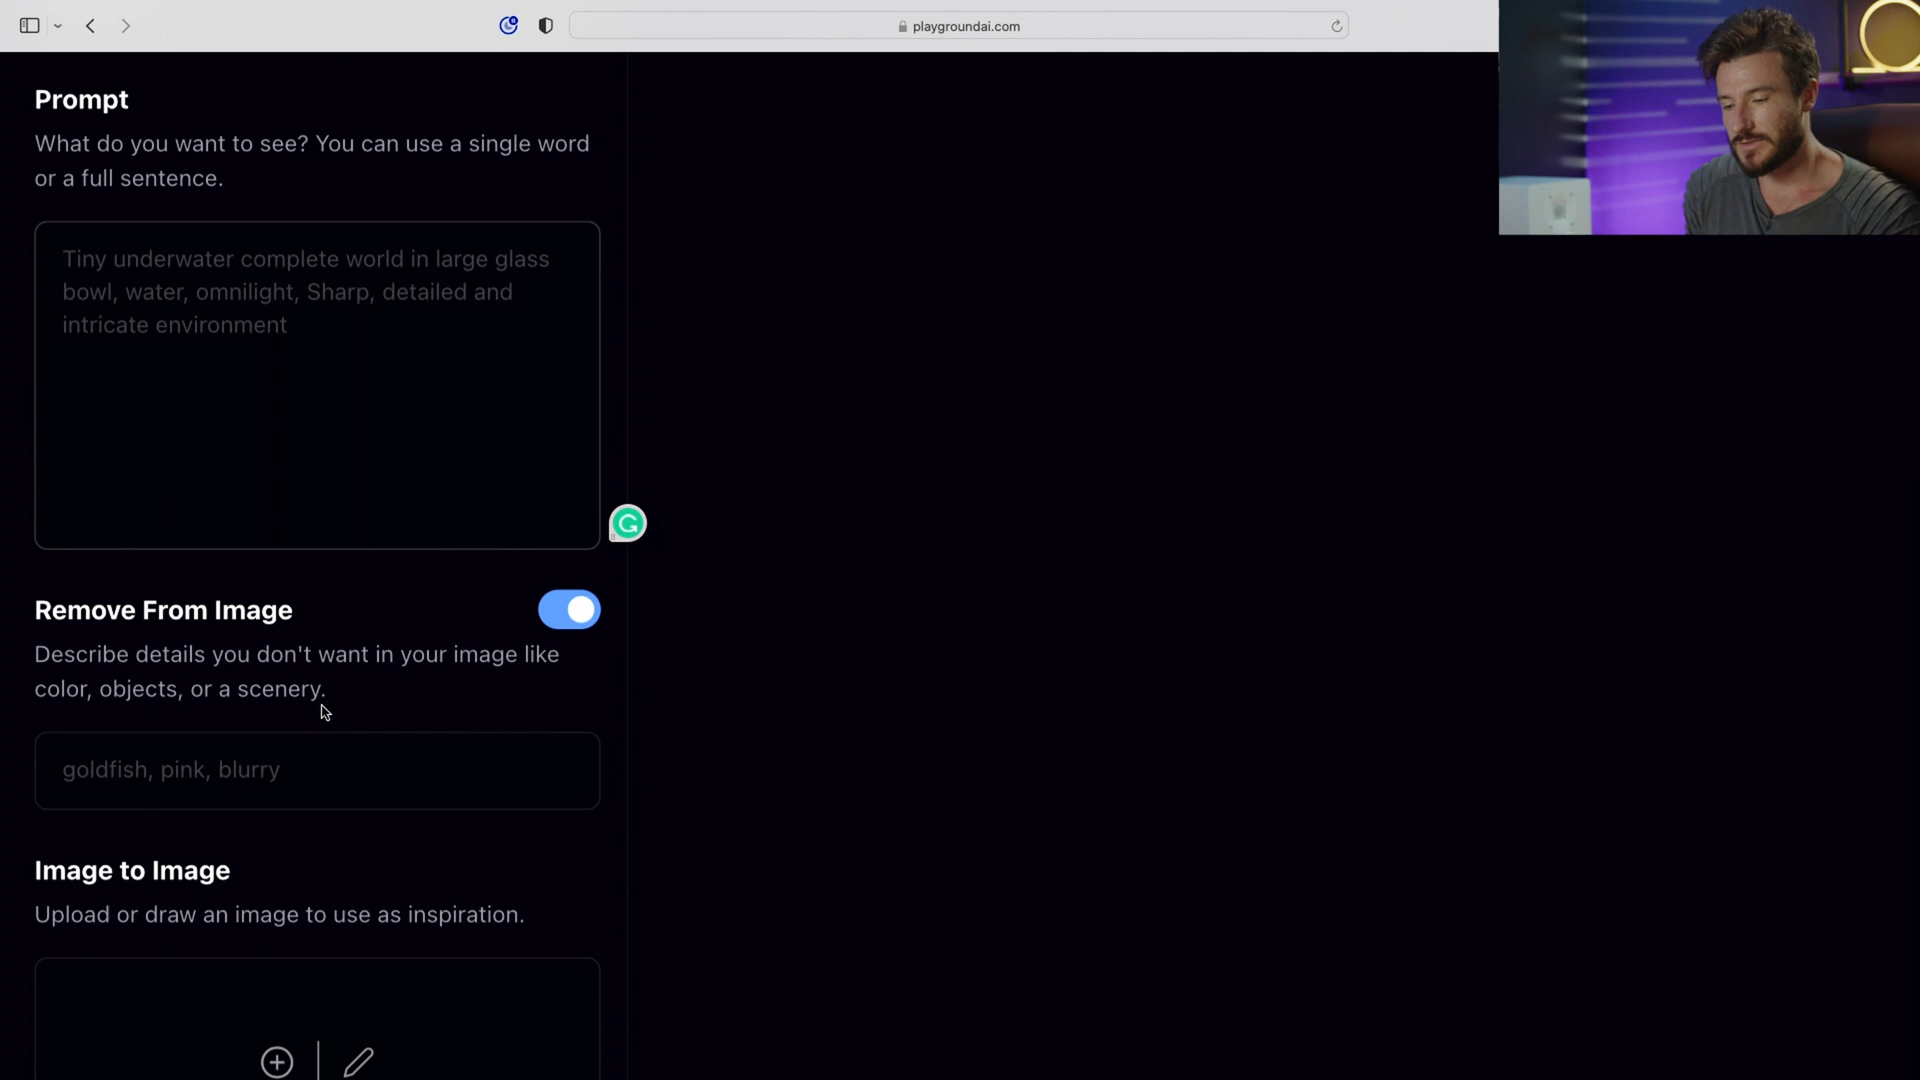 playgroundai.com
Prompt
What do you want to see? You can use a single word
or a full sentence.
Tiny underwater complete world in large glass
bowl, water, omnilight, Sharp, detailed and
intricate environment
Remove From Image
Describe details you don't want in your image like
color, objects, or a scenery.
goldfish, pink, blurry
Image to Image
Upload or draw an image to use as inspiration.